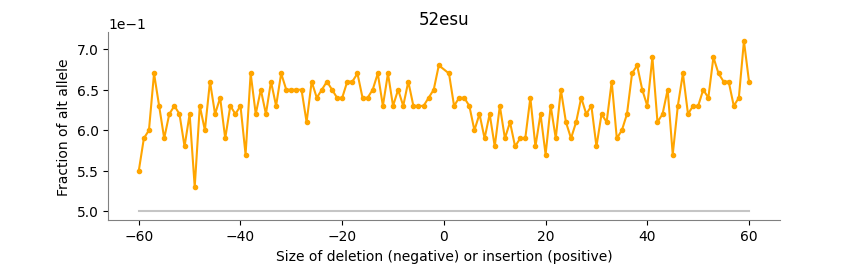 52esu
1e−1
7.0
6.5
6.0
5.5
5.0
Fraction of alt allele
−60 −40 −20 0 20 40 60
Size of deletion (negative) or insertion (positive)